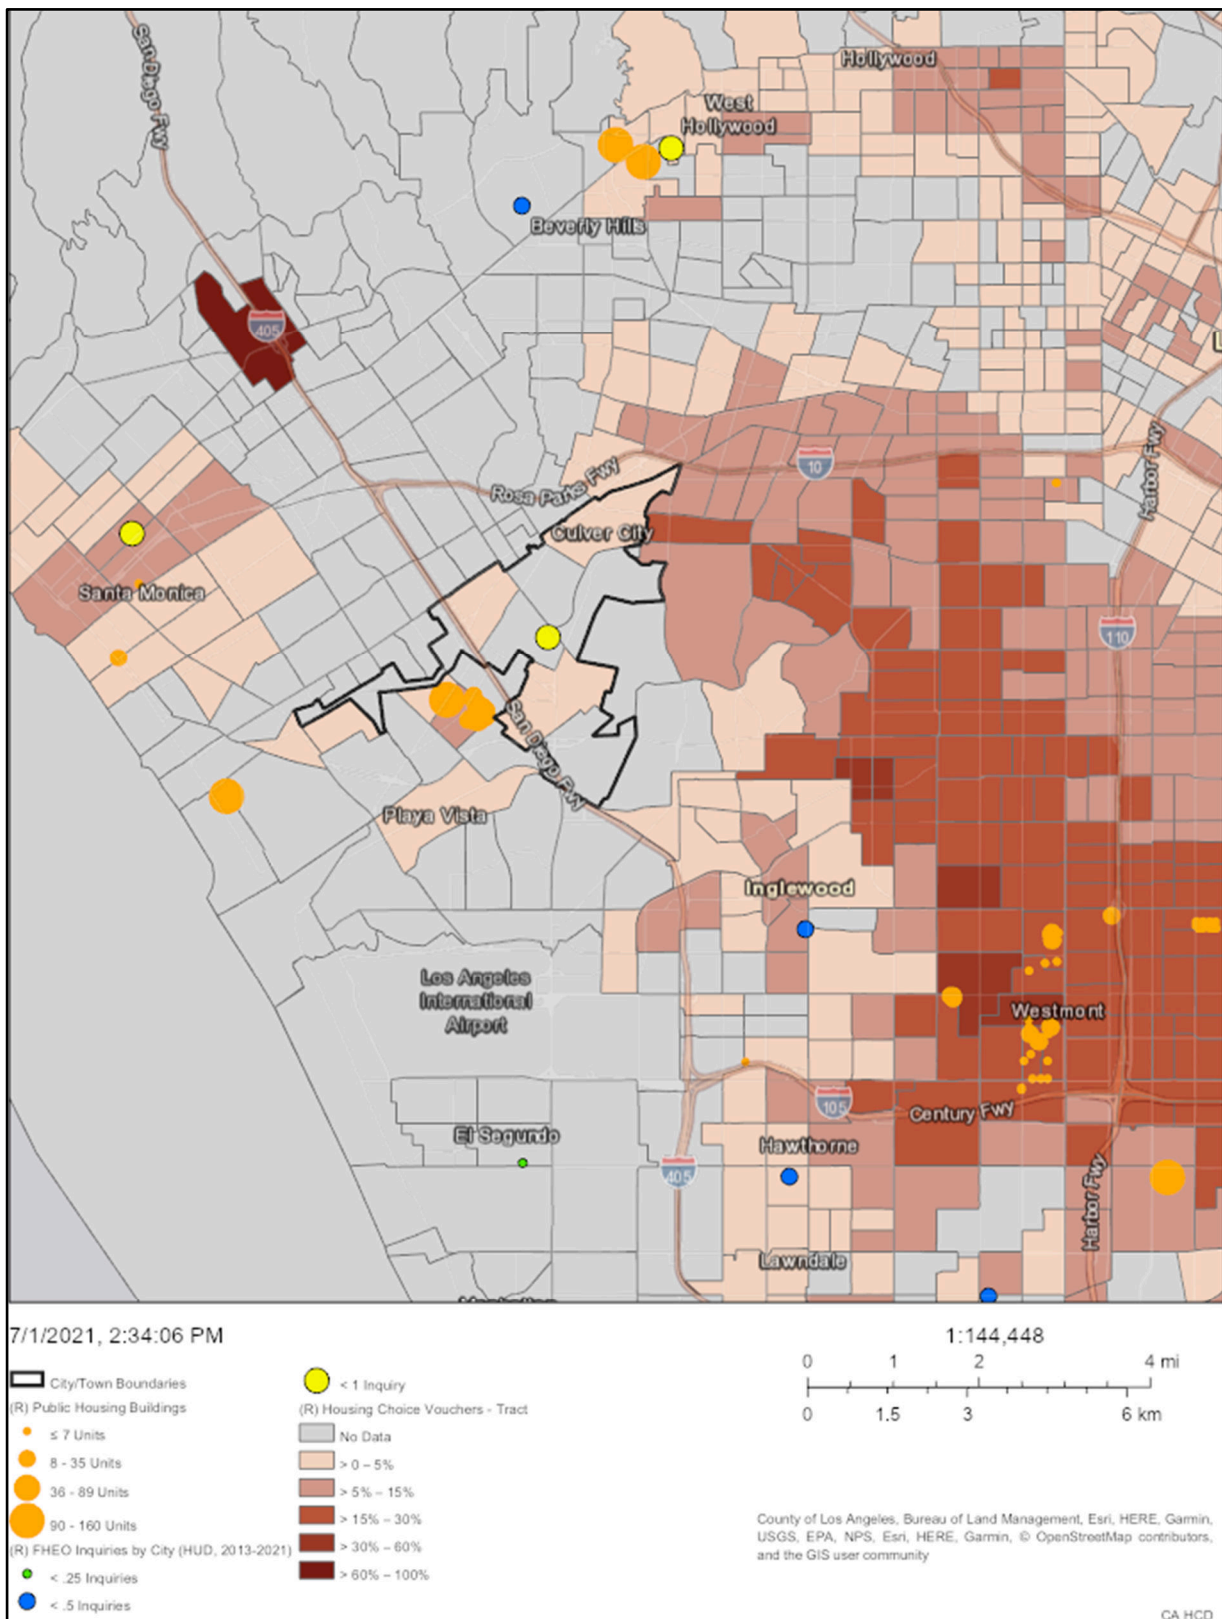 San Diego Fwy
Hollywood
West
Hollywood
Beverly Hills
405
L
10
Rosa Parks Fwy
Harbor Fwy
Culver City
Santa Monica
110
San Diego Fwy
Playa Vista
Inglewood
Los Angeles
International
Airport
Westmont
105
Century Fwy
El Segundo
Hawthorne
405
Harbor Fwy
Lawndale
Manhattan
7/1/2021, 2:34:06 PM
1:144,448
0 1 2 4 mi
0 1.5 3 6 km
City/Town Boundaries
(R) Public Housing Buildings
≤ 7 Units
8 - 35 Units
36 - 89 Units
90 - 160 Units
(R) FHEO Inquiries by City (HUD, 2013-2021)
< .25 Inquiries
< .5 Inquiries
< 1 Inquiry
(R) Housing Choice Vouchers - Tract
No Data
> 0 – 5%
> 5% – 15%
> 15% – 30%
> 30% – 60%
> 60% – 100%
County of Los Angeles, Bureau of Land Management, Esri, HERE, Garmin,
USGS, EPA, NPS, Esri, HERE, Garmin, © OpenStreetMap contributors,
and the GIS user community
CA HCD